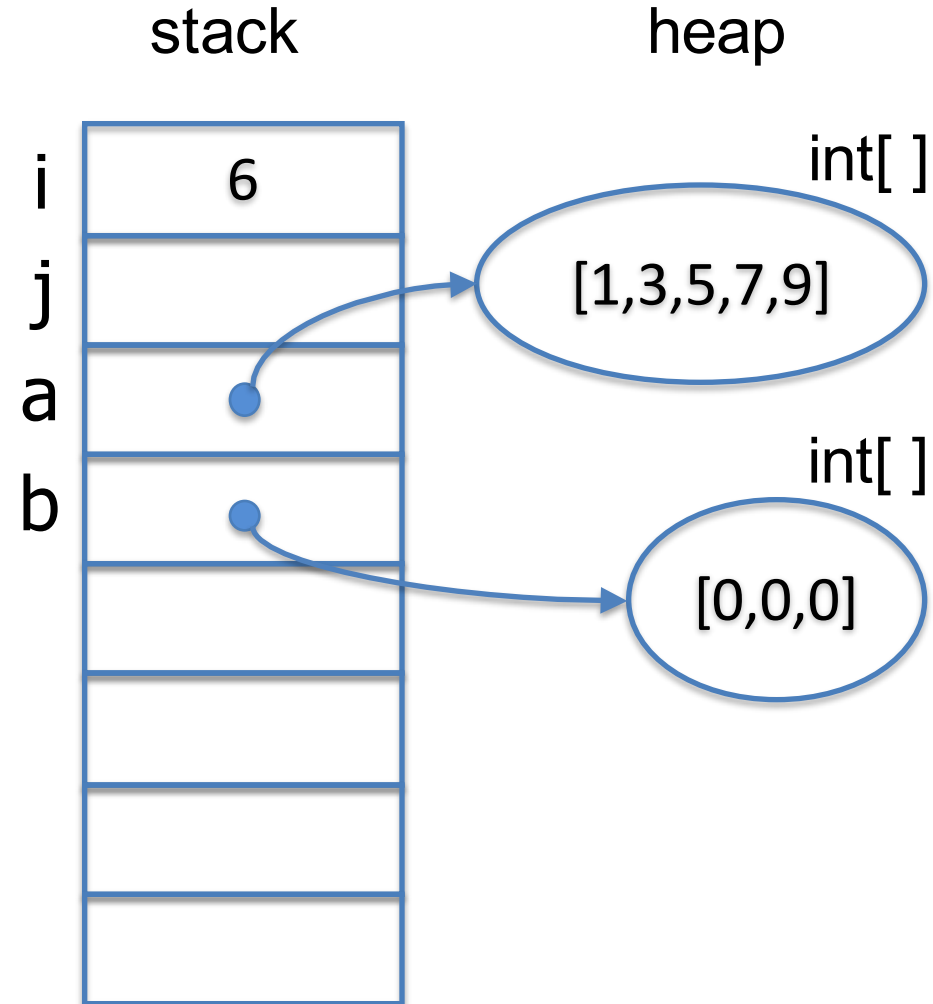 stack heap
int[ ]
i 6
j [1,3,5,7,9]
a
int[ ]
b
[0,0,0]